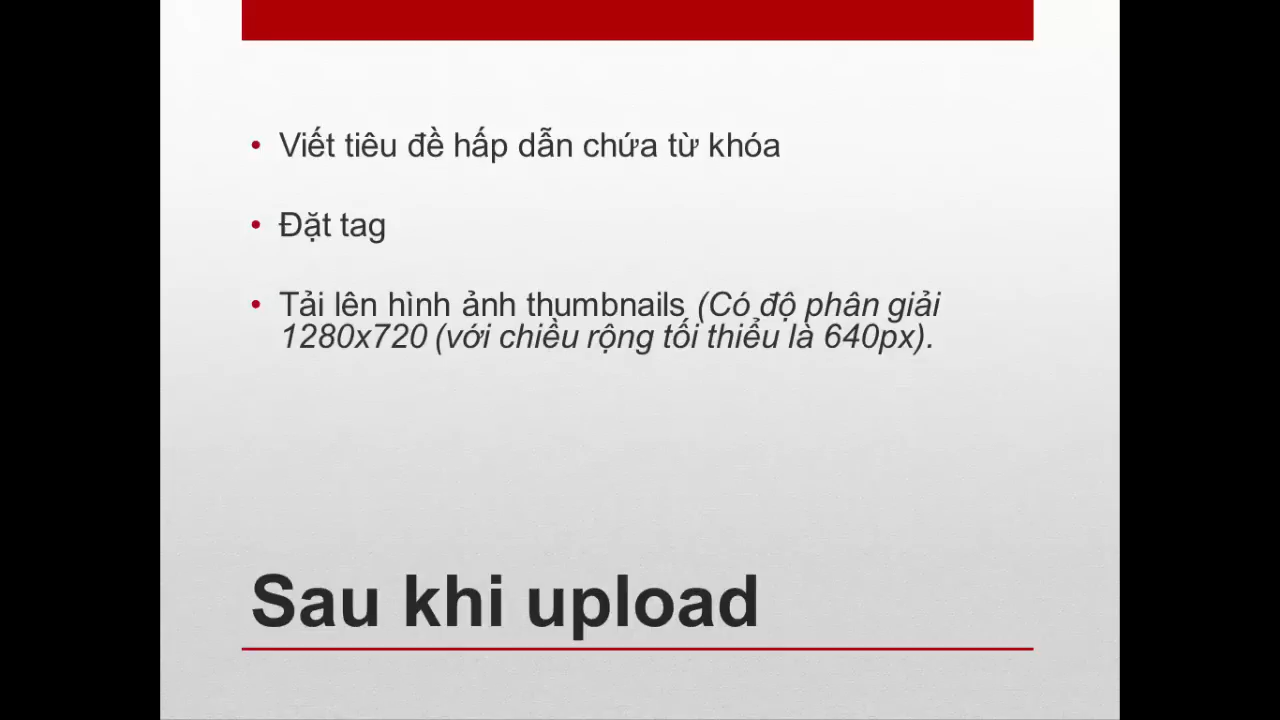 • Viết tiêu đề hấp dẫn chứa từ khóa
• Đặt tag
• Tải lên hình ảnh thumbnails (Có độ phân giải
1280x720 (với chiều rộng tối thiểu là 640px).
Sau khi upload